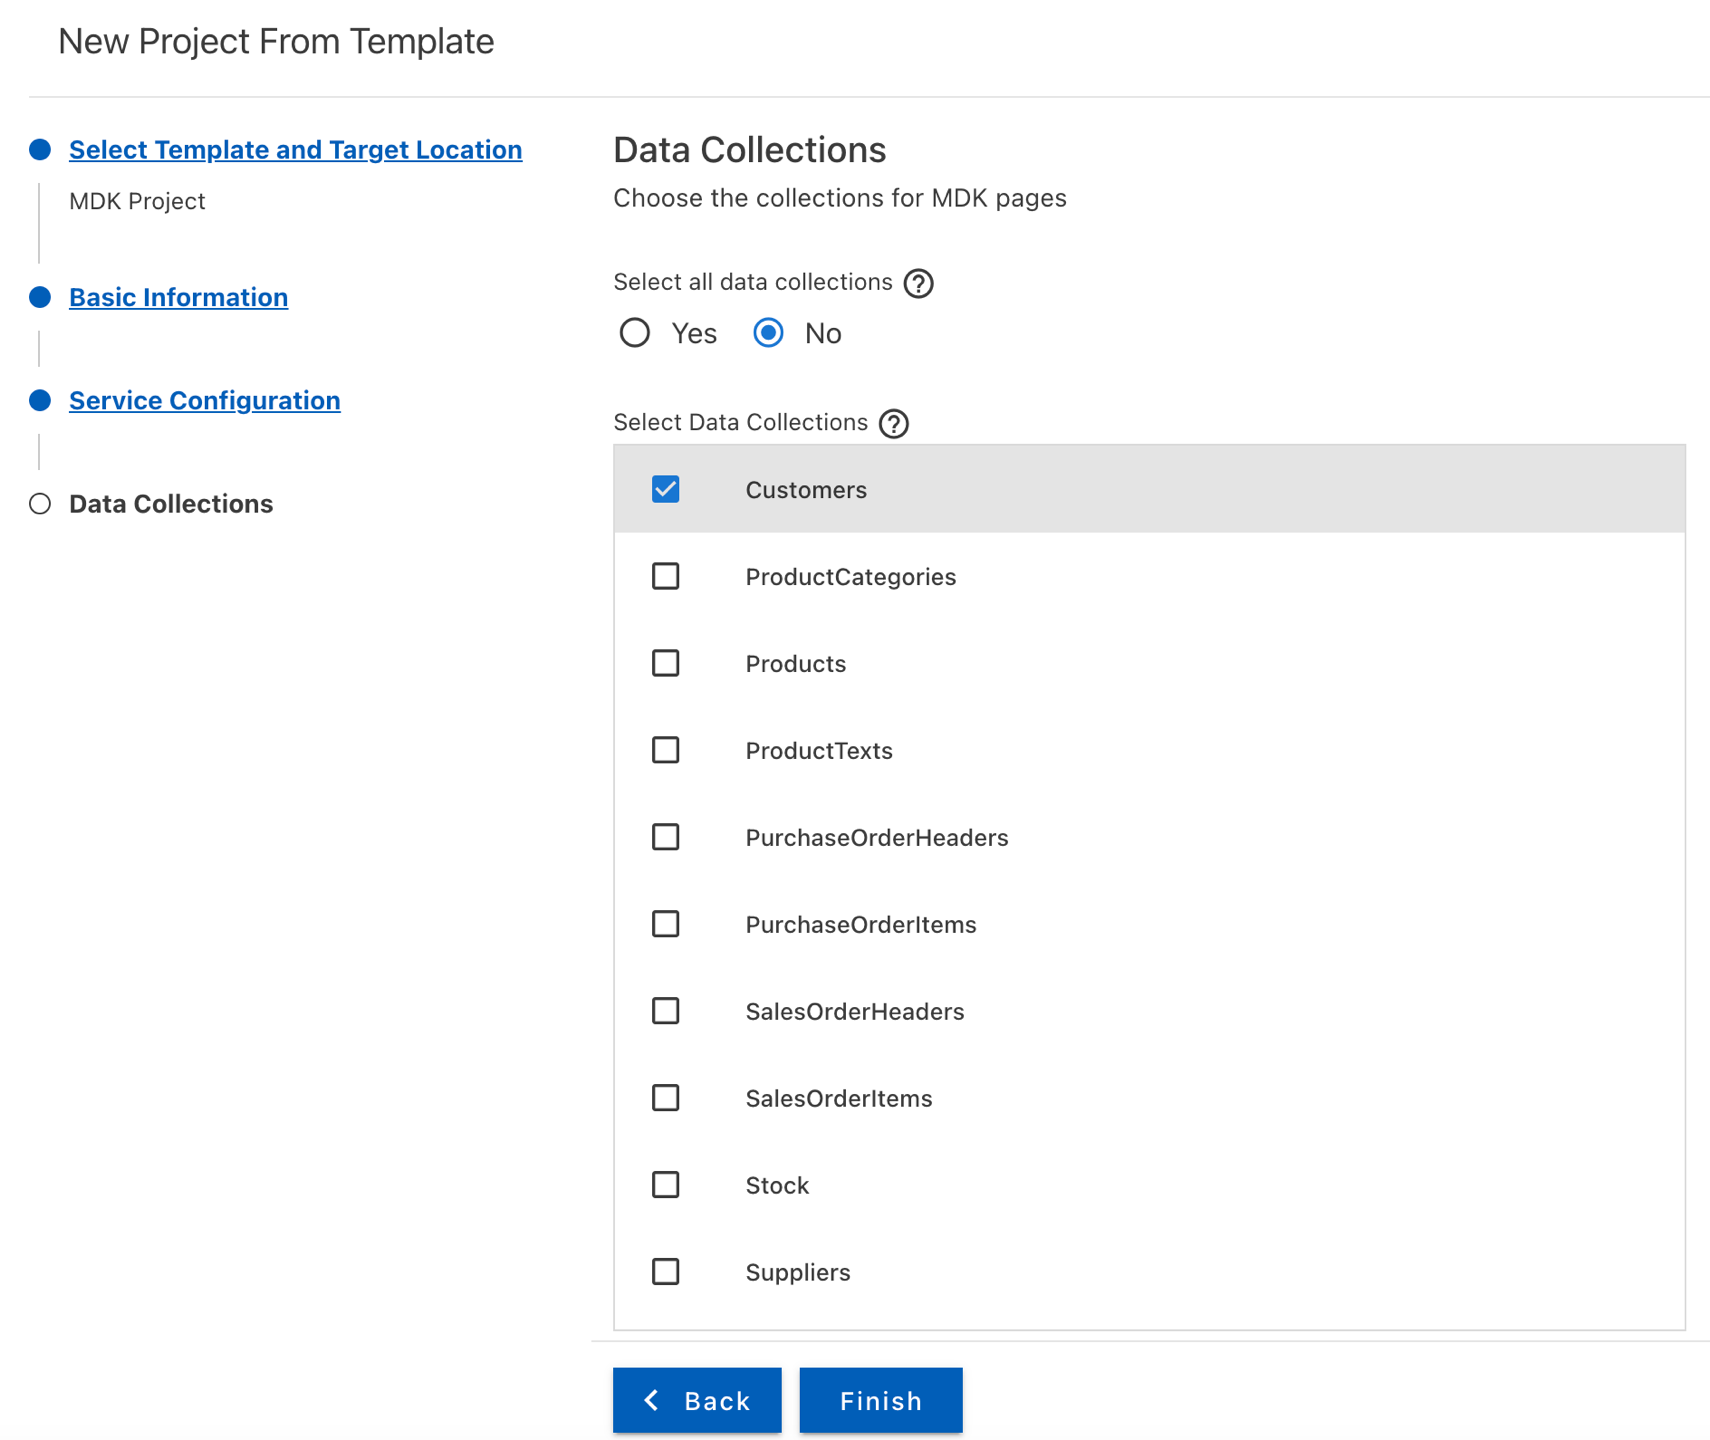 New Project From Template
Select Template and Target Location
MDK Project
Basic Information
Service Configuration
Data Collections
Data Collections
Choose the collections for MDK pages
Select all data collections ?
Yes No
Select Data Collections ?
Customers
ProductCategories
Products
ProductTexts
PurchaseOrderHeaders
PurchaseOrderItems
SalesOrderHeaders
SalesOrderItems
Stock
Suppliers
Back Finish